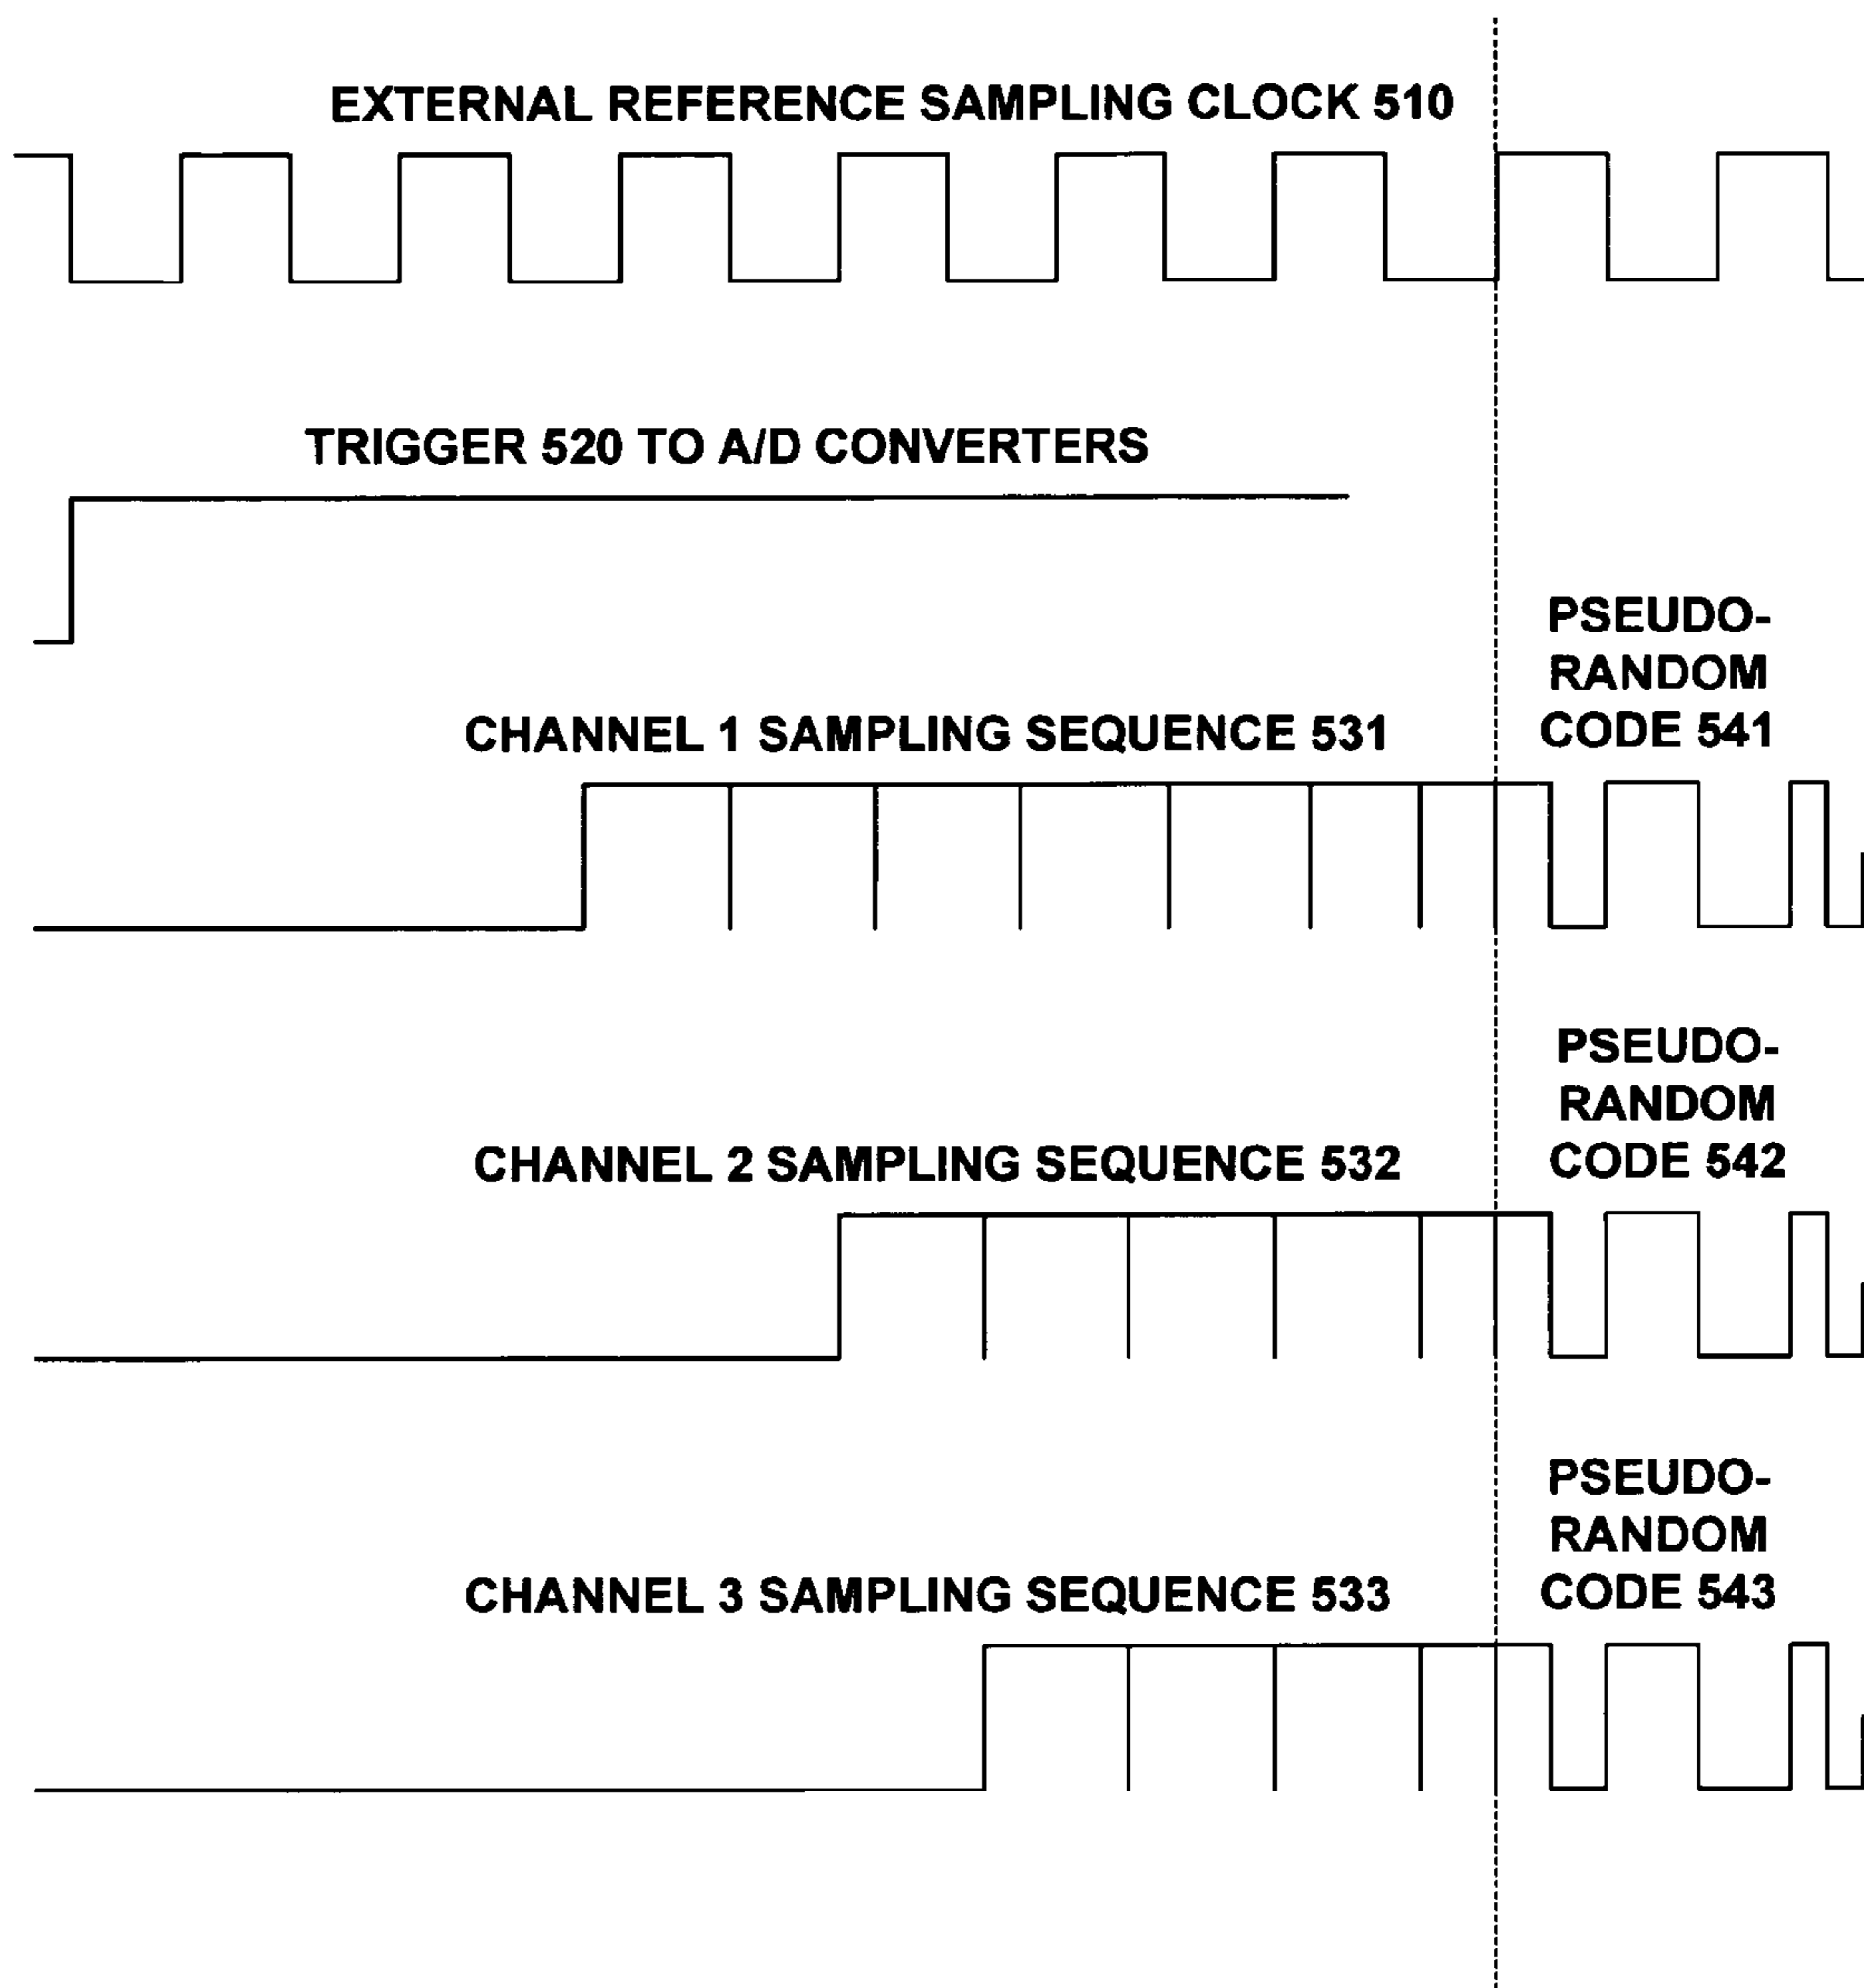 EXTERNAL REFERENCE SAMPLING CLOCK 510
TRIGGER 520 TO A/D CONVERTERS
PSEUDO-
RANDOM
CODE 541
CHANNEL 1 SAMPLING SEQUENCE 531
PSEUDO-
RANDOM
CODE 542
CHANNEL 2 SAMPLING SEQUENCE 532
PSEUDO-
RANDOM
CODE 543
CHANNEL 3 SAMPLING SEQUENCE 533